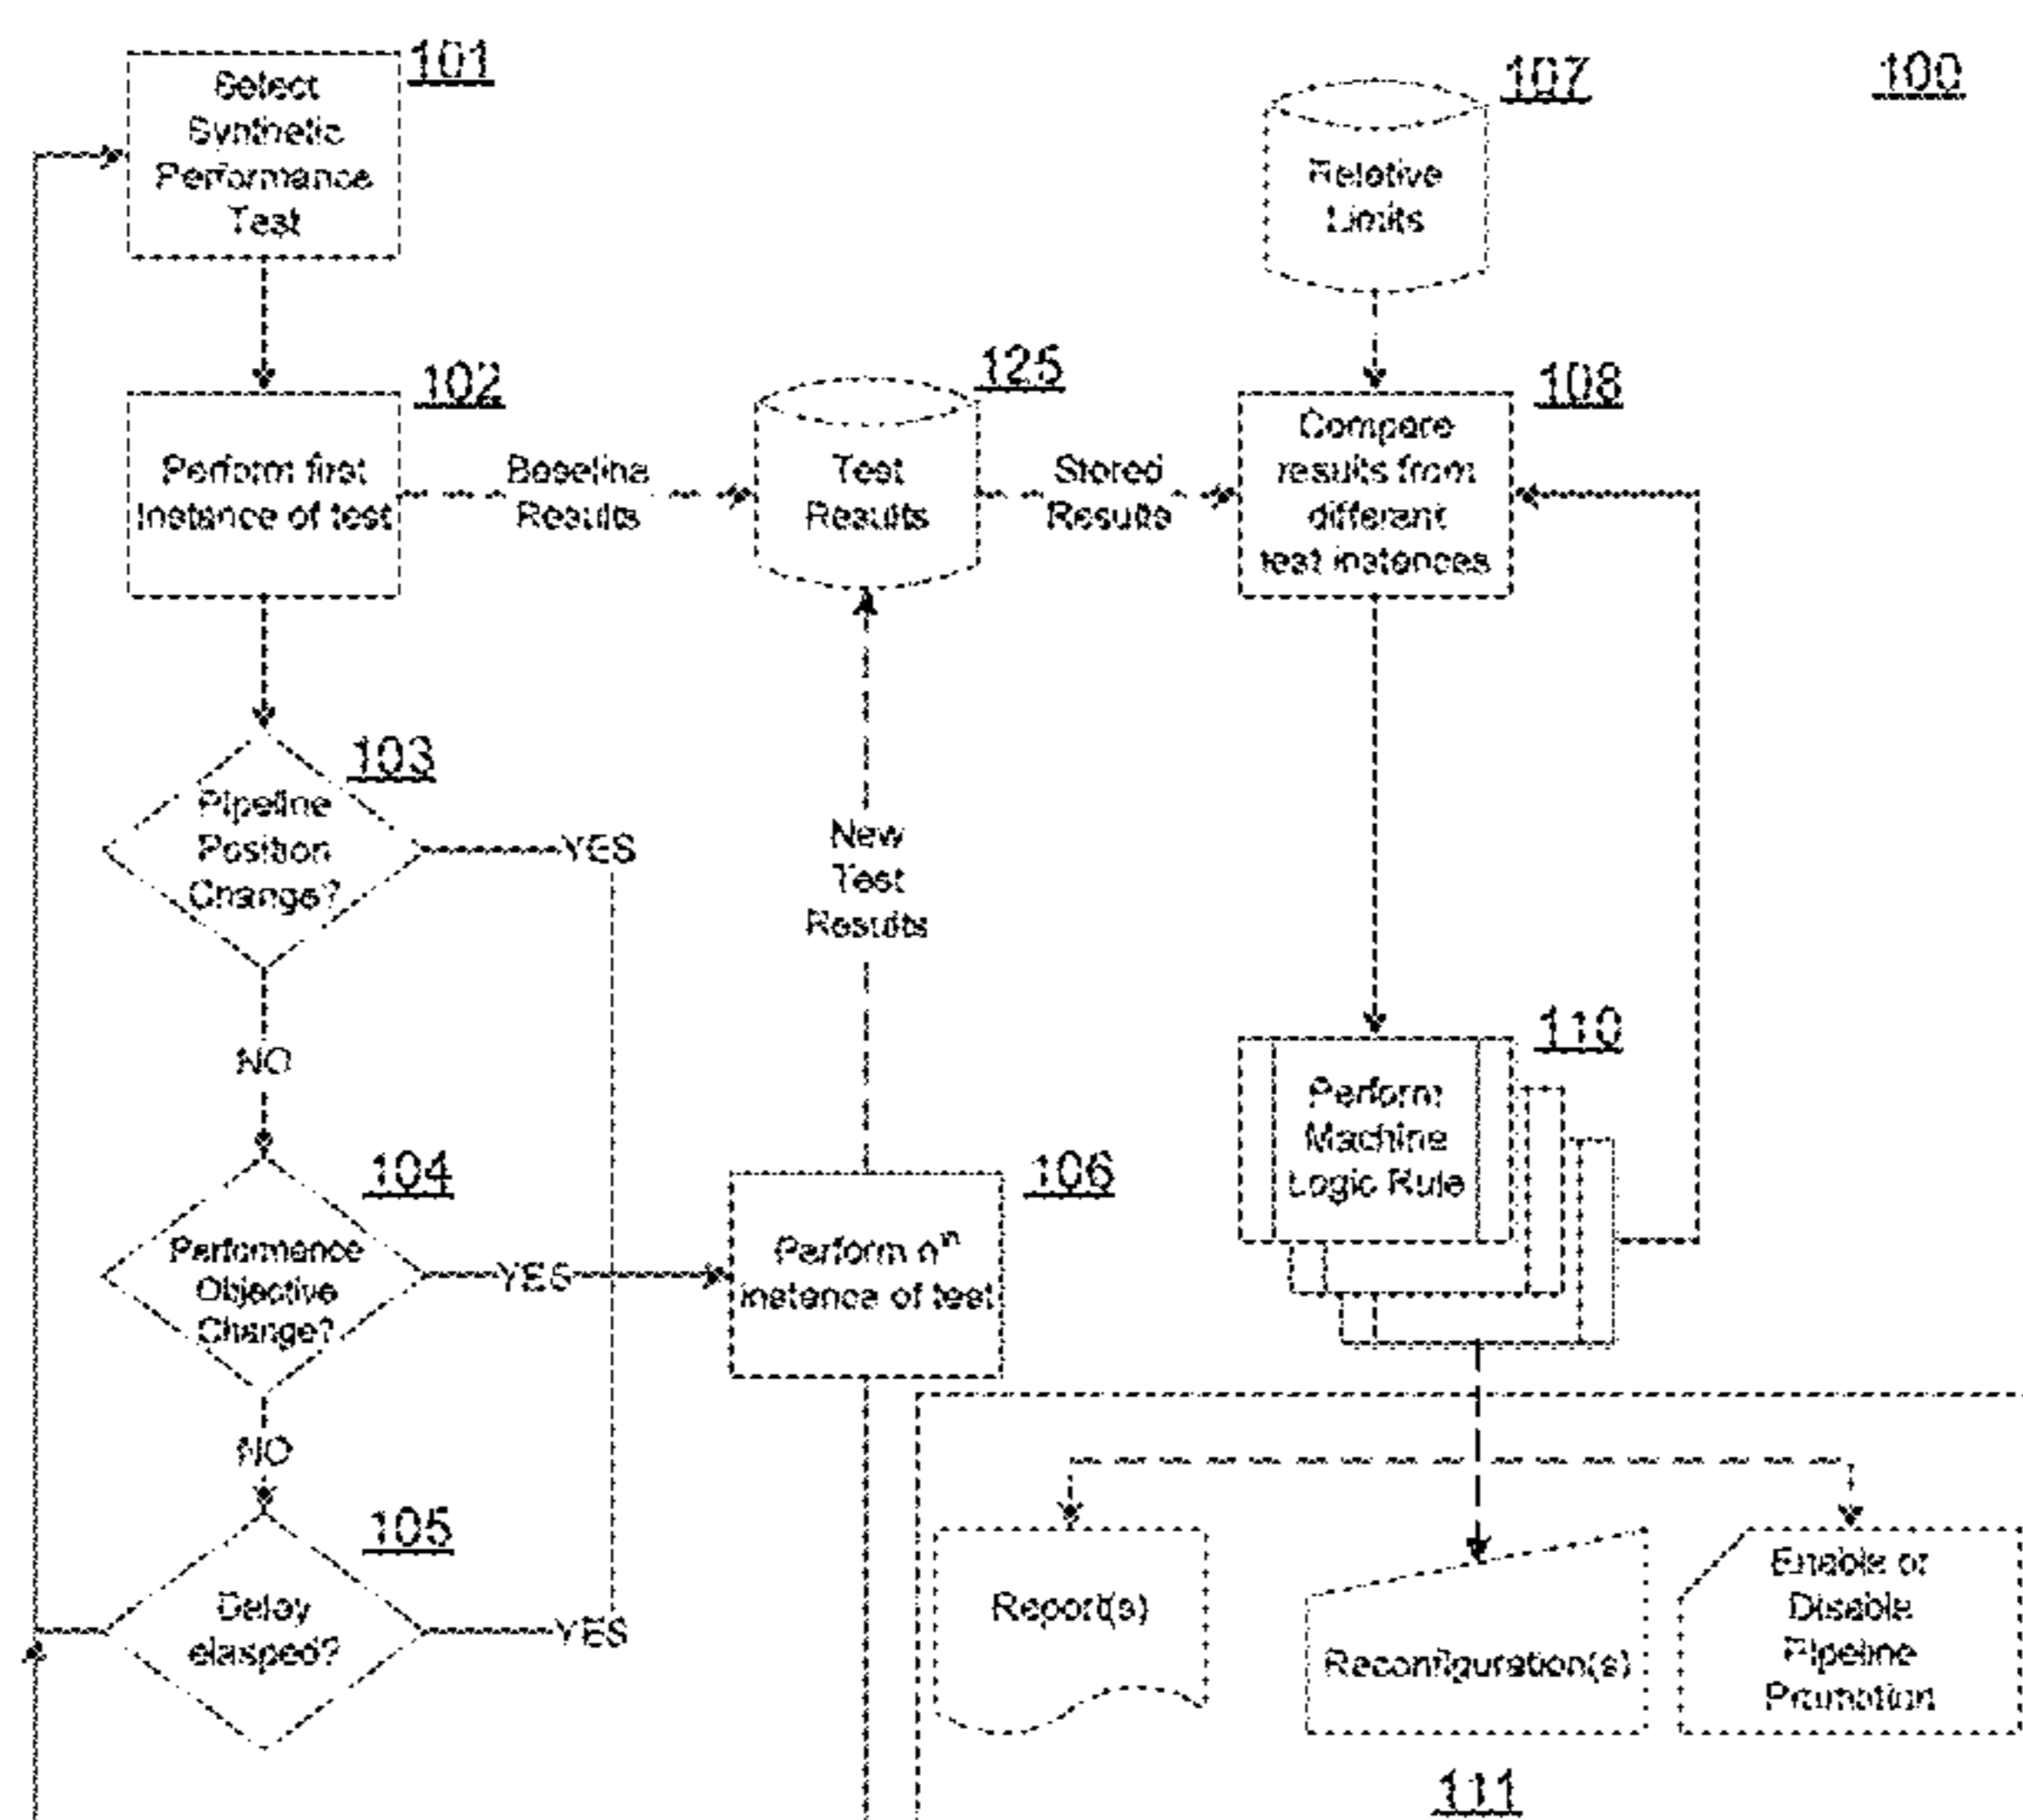 101
Select
Synthetic
Performance
Test
107
Relative
Limits
100
102
Perform first
instance of test
Baseline
Results
125
Test
Results
Stored
Results
108
Compare
results from
different
test instances
103
Pipeline
Position
Change?
YES
NO
New
Test
Results
110
Perform
Machine
Logic Rule
104
Performance
Objective
Change?
YES
NO
106
Perform nth
instance of test
105
Delay
elasped?
YES
Report(s)
Reconfiguration(s)
Enable or
Disable
Pipeline
Promotion
111